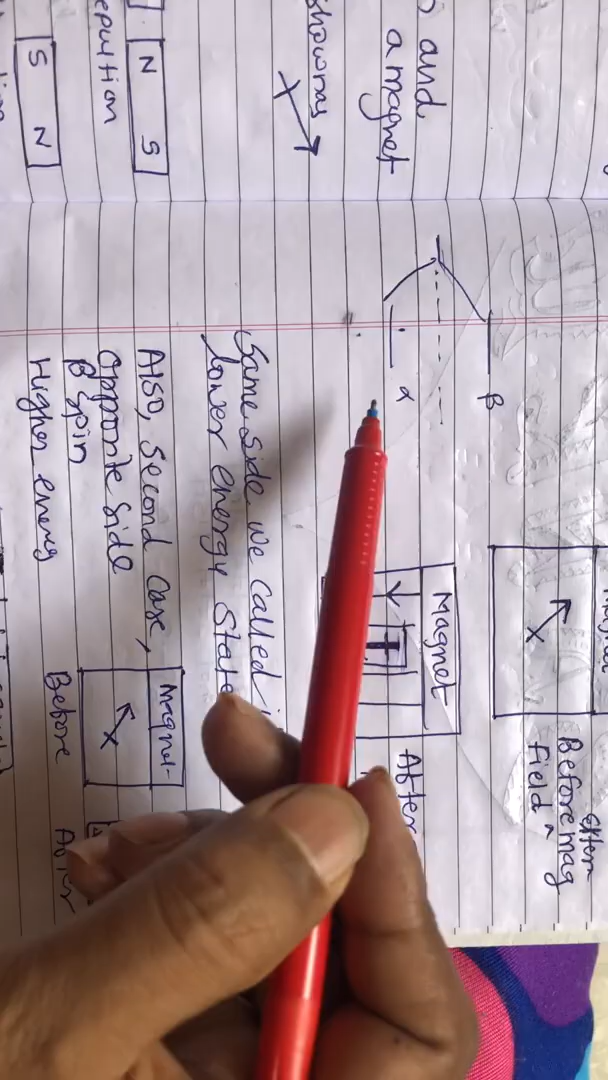 and
a magnet
N S
S N
β
α
Before mag
extern
field ^
Magnet
After
Same side we called
lower energy State
Also, Second Case,
Opposite Side
β spin
Higher energy
Magnet
Before